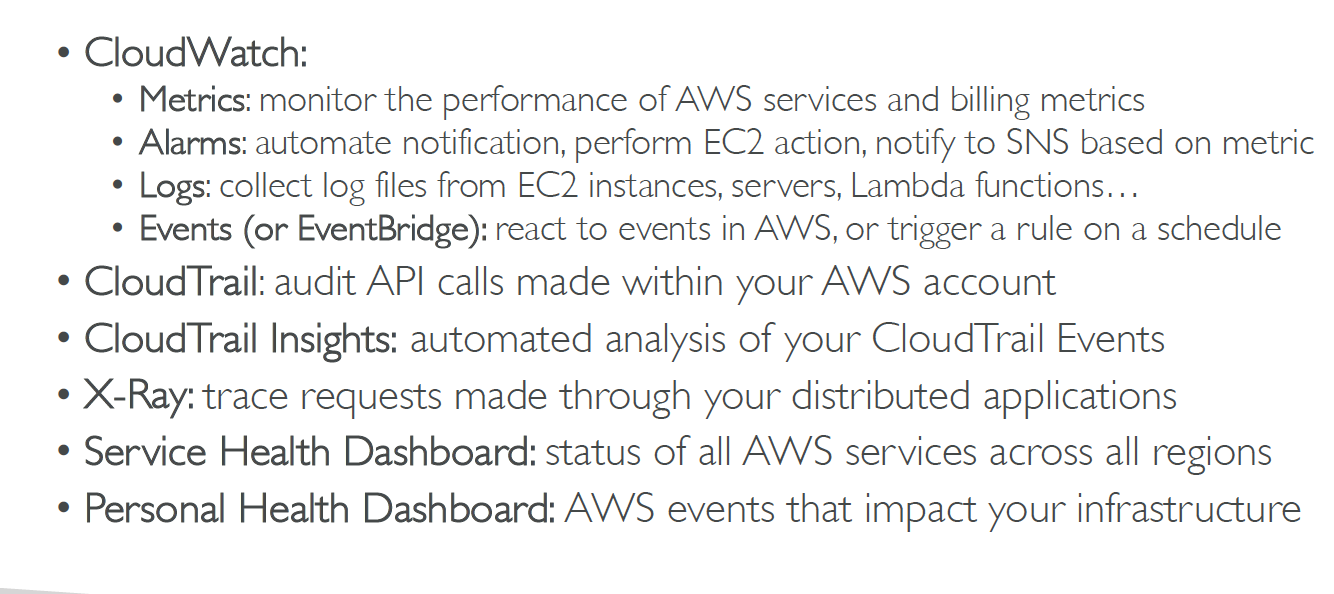 • CloudWatch:
• Metrics: monitor the performance of AWS services and billing metrics
• Alarms: automate notification, perform EC2 action, notify to SNS based on metric
• Logs: collect log files from EC2 instances, servers, Lambda functions…
• Events (or EventBridge): react to events in AWS, or trigger a rule on a schedule
• CloudTrail: audit API calls made within your AWS account
• CloudTrail Insights: automated analysis of your CloudTrail Events
• X-Ray: trace requests made through your distributed applications
• Service Health Dashboard: status of all AWS services across all regions
• Personal Health Dashboard: AWS events that impact your infrastructure